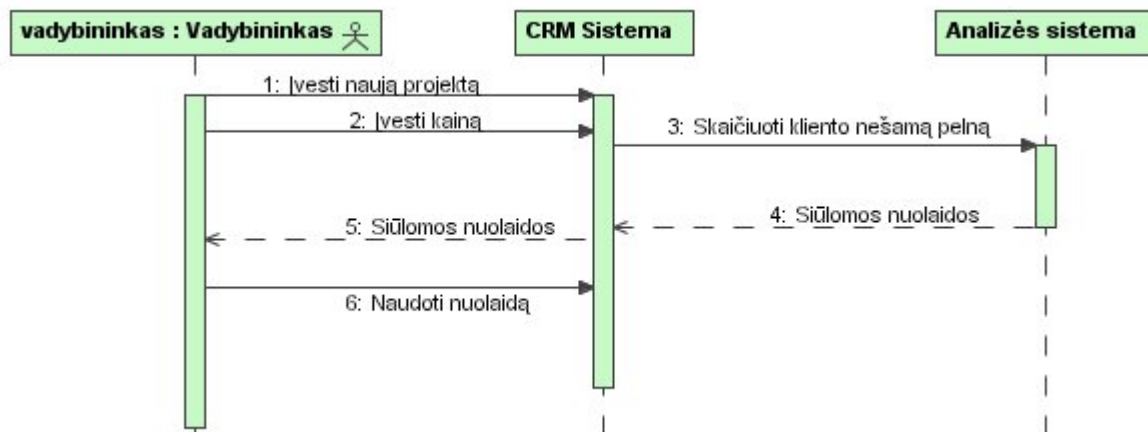 vadybininkas : Vadybininkas
CRM Sistema
Analizės sistema
1: Įvesti naują projektą
2: Įvesti kainą
3: Skaičiuoti kliento nešamą pelną
4: Siūlomos nuolaidos
5: Siūlomos nuolaidos
6: Naudoti nuolaidą